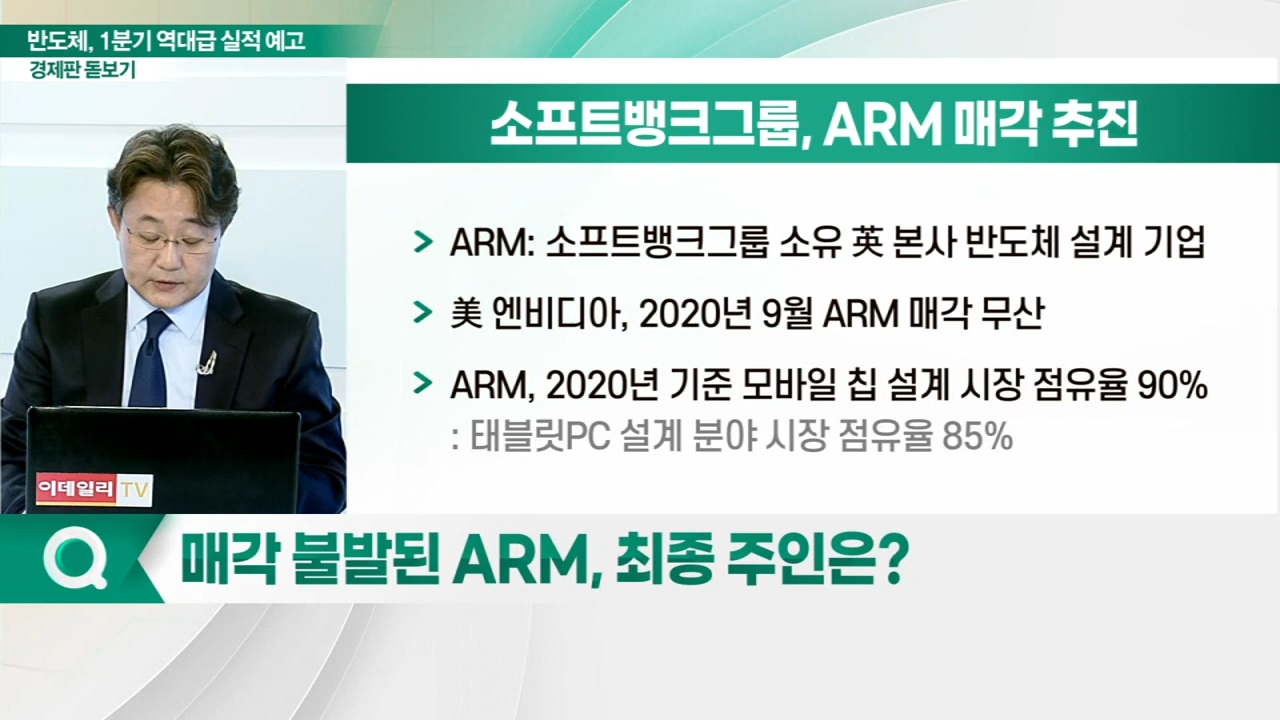 반도체, 1분기 역대급 실적 예고
경제판 돋보기
소프트뱅크그룹, ARM 매각 추진
> ARM: 소프트뱅크그룹 소유 英 본사 반도체 설계 기업
> 美 엔비디아, 2020년 9월 ARM 매각 무산
> ARM, 2020년 기준 모바일 칩 설계 시장 점유율 90%
: 태블릿PC 설계 분야 시장 점유율 85%
이데일리 TV
Q 매각 불발된 ARM, 최종 주인은?